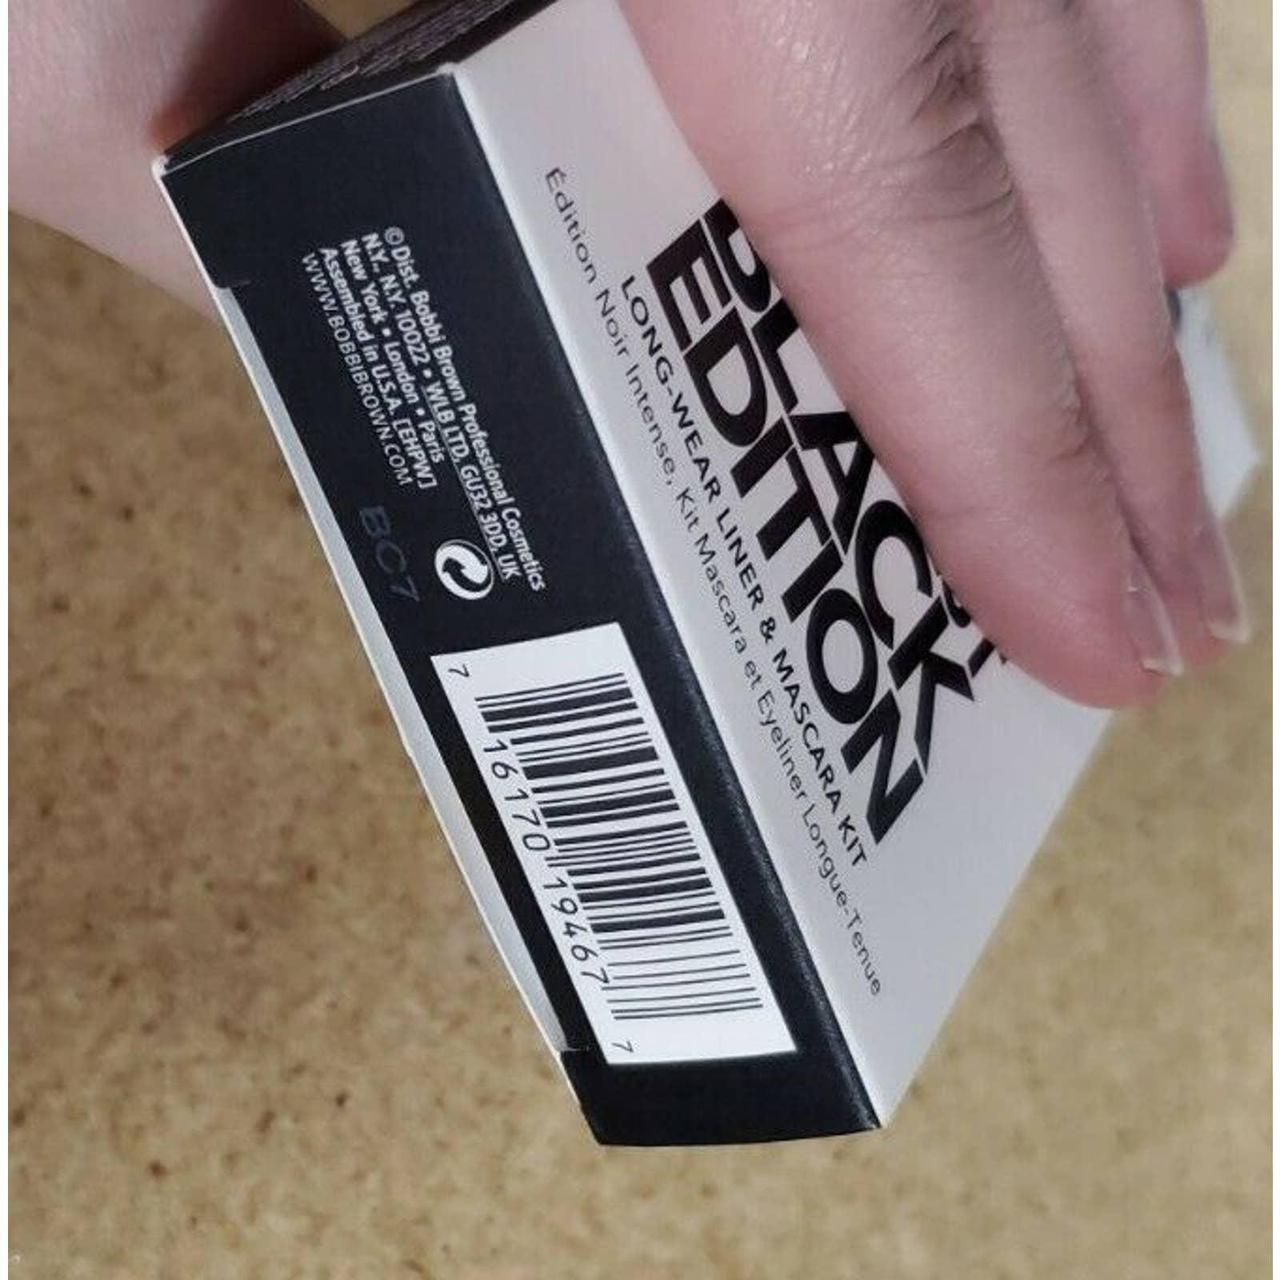 BLACK
EDITION
LONG-WEAR LINER & MASCARA KIT
Édition Noir Intense, Kit Mascara et Eyeliner Longue-Tenue
©Dist. Bobbi Brown Professional Cosmetics
N.Y., N.Y. 10022 • WLB LTD, GU32 3DD, UK
New York • London • Paris
Assembled in U.S.A. [EHPW]
WWW.BOBBIBROWN.COM
BO7
7 16170 19467 7